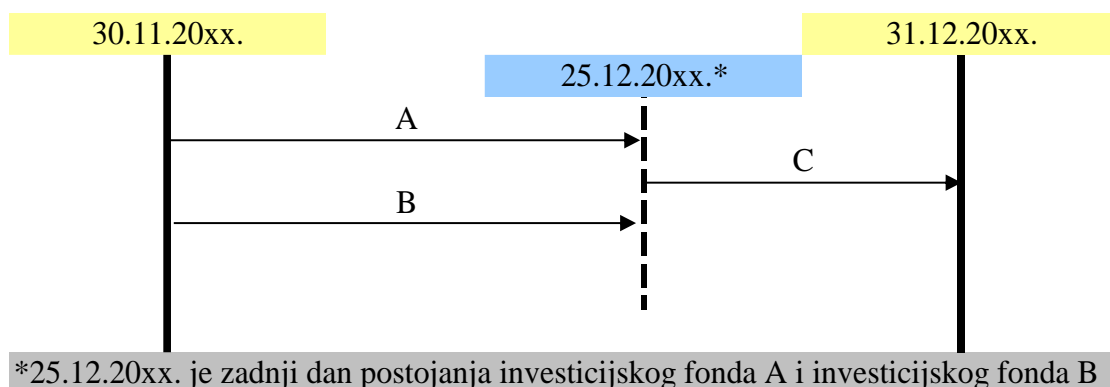 30.11.20xx.
31.12.20xx.
25.12.20xx.*
A
C
B
*25.12.20xx. je zadnji dan postojanja investicijskog fonda A i investicijskog fonda B